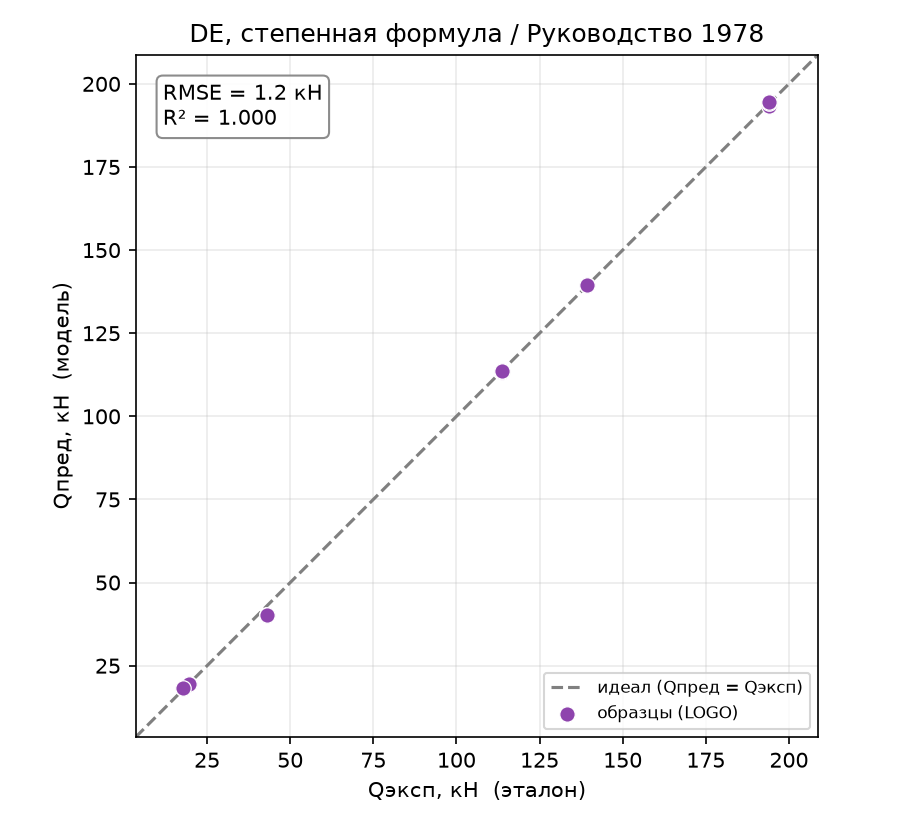 DE, степенная формула / Руководство 1978
RMSE = 1.2 кН
R² = 1.000
200
175
150
125
100
75
50
25
Qпред, кН  (модель)
идеал (Qпред = Qэксп)
образцы (LOGO)
25 50 75 100 125 150 175 200
Qэксп, кН  (эталон)